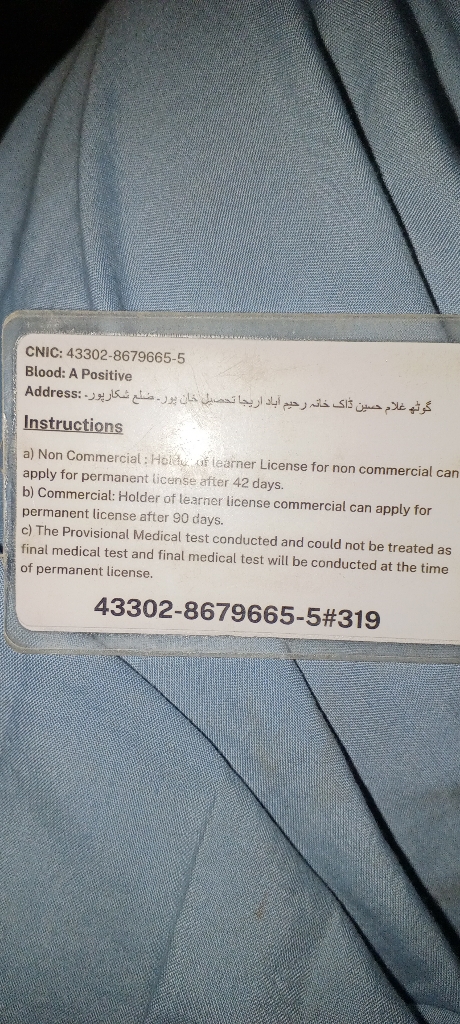 CNIC: 43302-8679665-5
Blood: A Positive
Address: گوٹھ غلام حسین ڈاک خانہ رحیم آباد اریجا تحصیل خان پور۔ ضلع شکارپور۔
Instructions
a) Non Commercial : Holder of learner License for non commercial can
apply for permanent license after 42 days.
b) Commercial: Holder of learner license commercial can apply for
permanent license after 90 days.
c) The Provisional Medical test conducted and could not be treated as
final medical test and final medical test will be conducted at the time
of permanent license.
43302-8679665-5#319